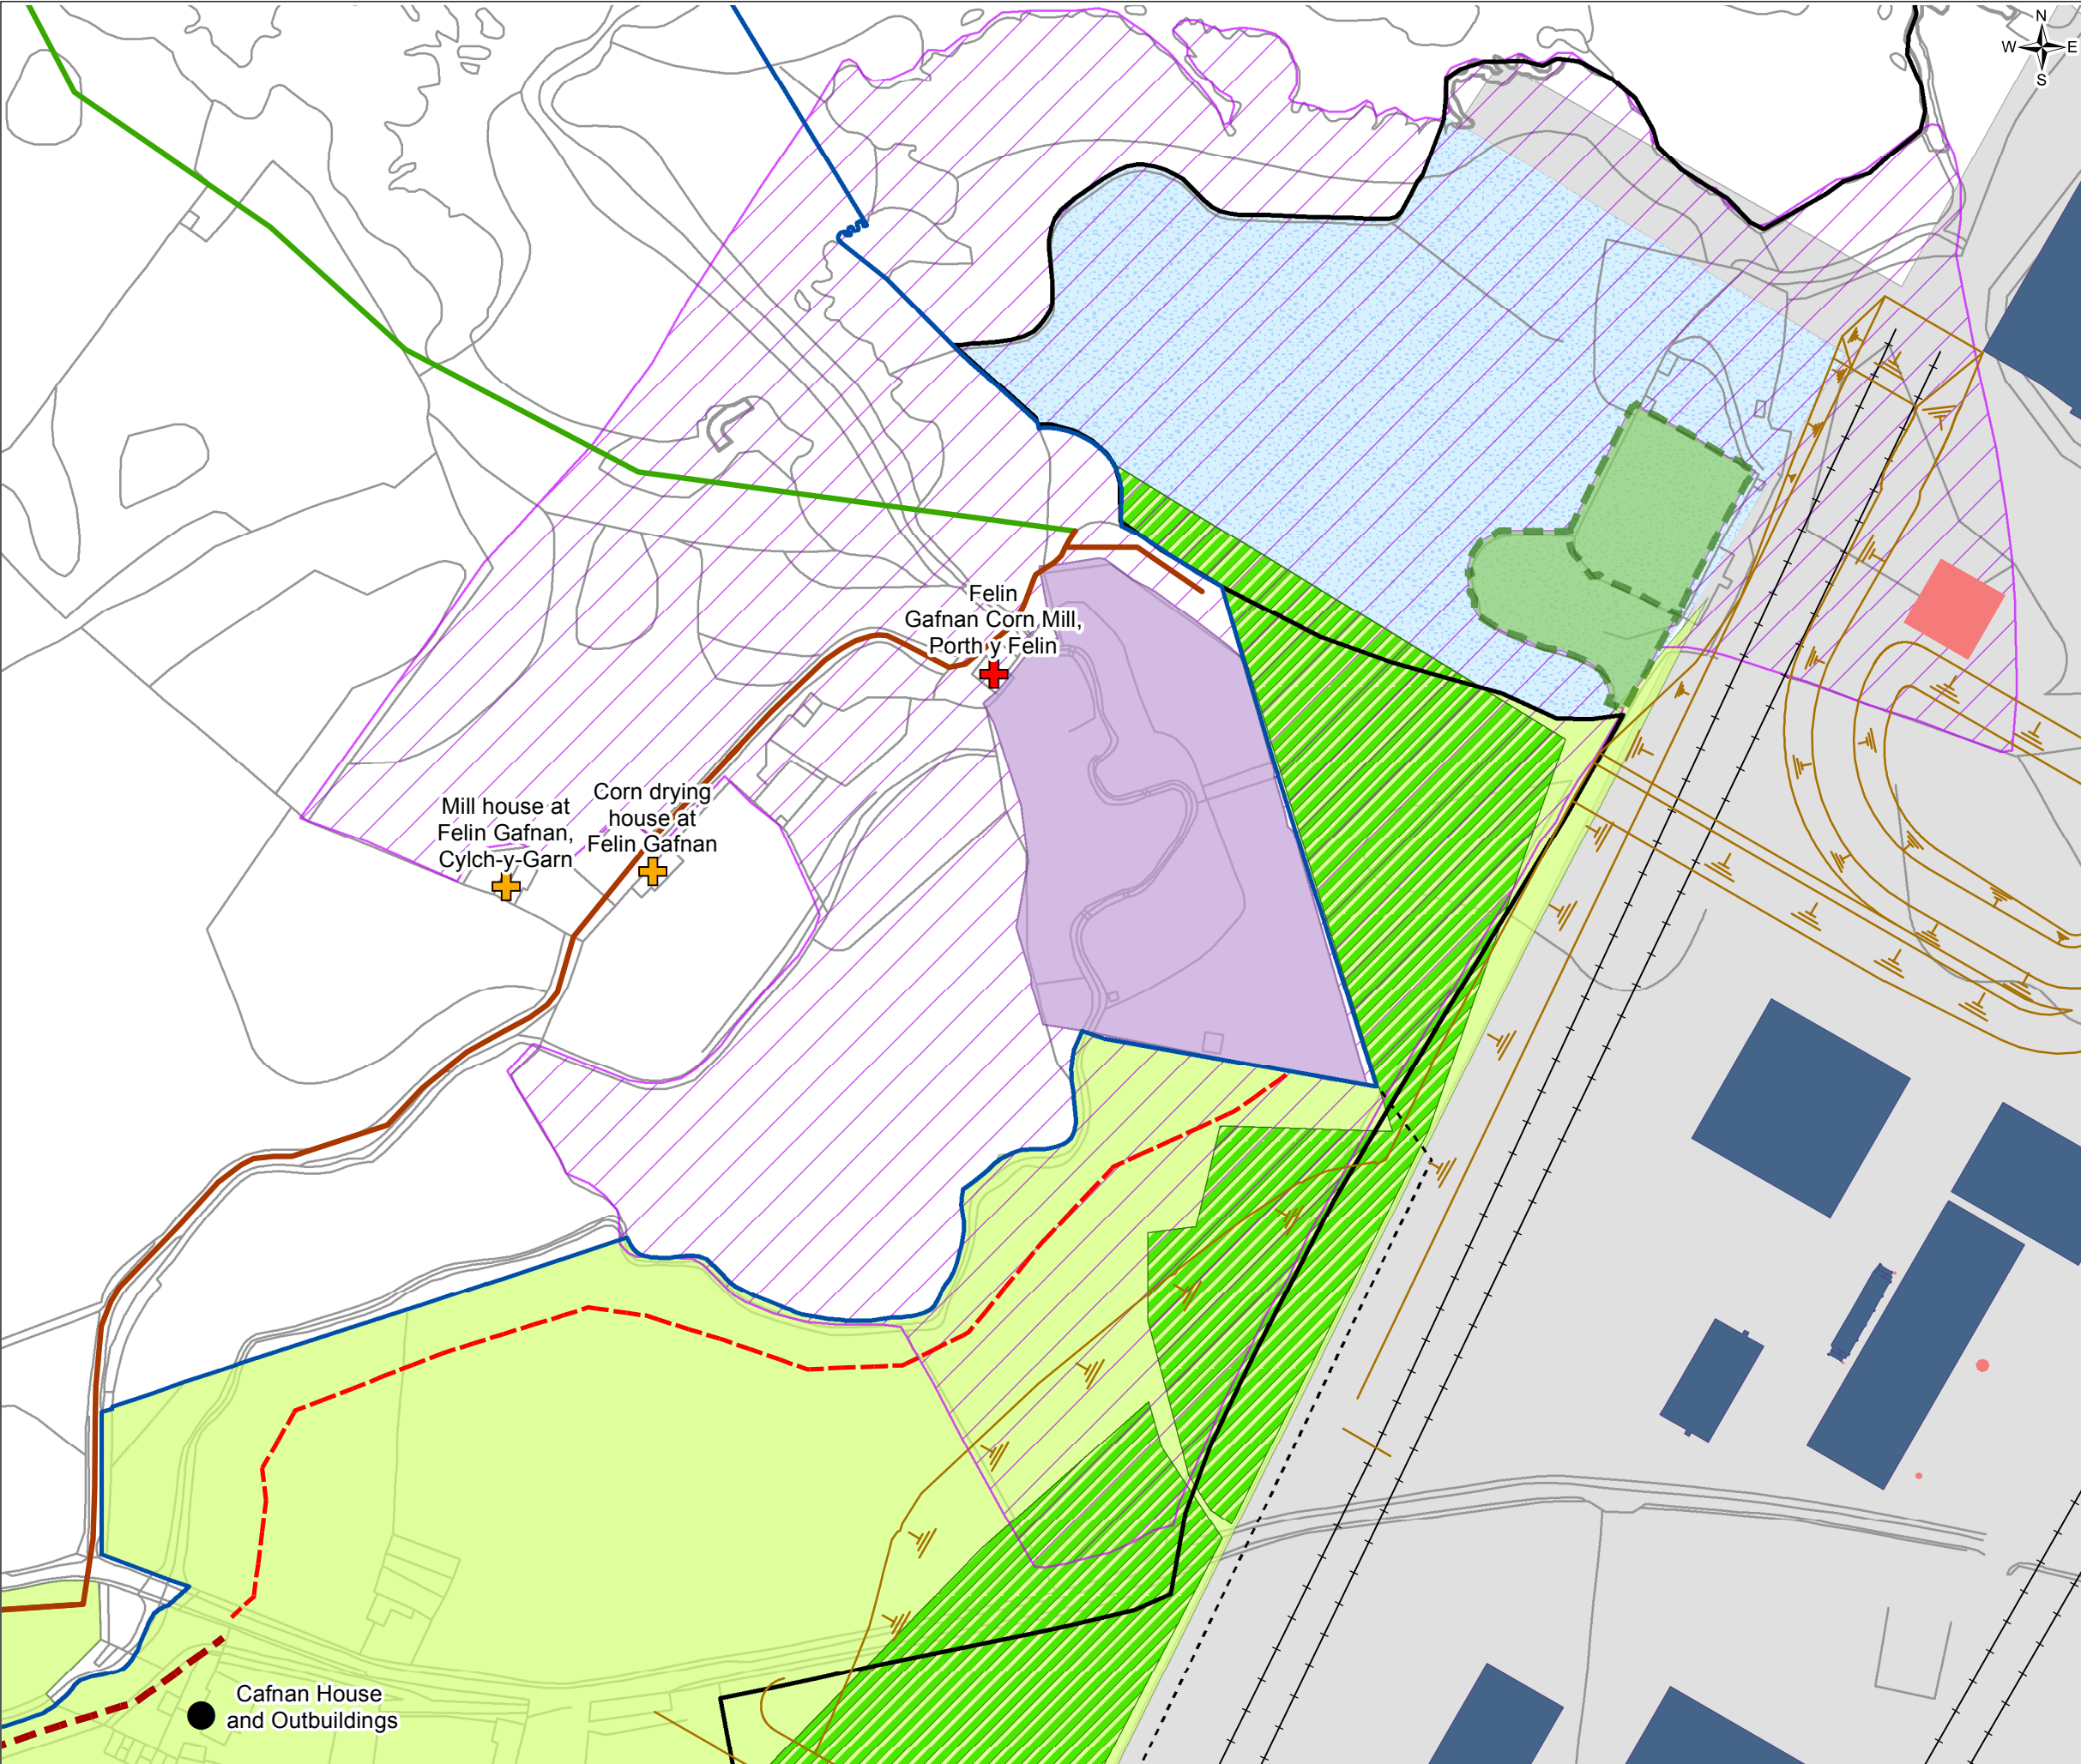 N
W E
S
Felin
Gafnan Corn Mill,
Porth y Felin
Corn drying
house at
Felin Gafnan
Mill house at
Felin Gafnan,
Cylch-y-Garn
Cafnan House
and Outbuildings